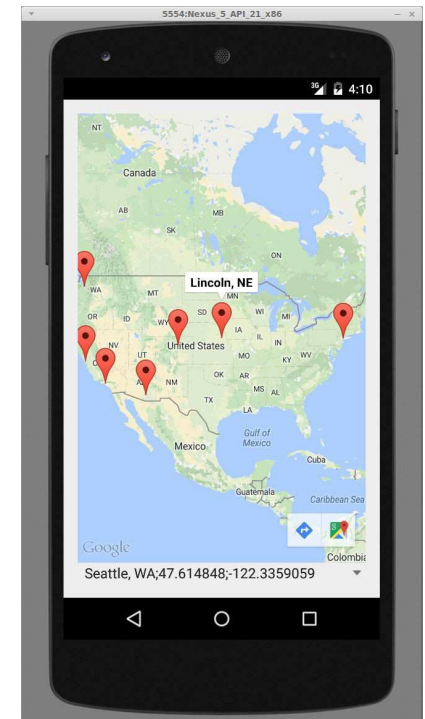 5554:Nexus_5_API_21_x86
3G 4:10
NT
Canada
AB
MB
SK
ON
Lincoln, NE
WA
MT
MN
OR
ID
SD
WI
MI
WY
IA
NV
UT
United States
IL
IN
MO
KY
WV
NM
OK
AR
TX
MS
AL
LA
Gulf of
Mexico
Mexico
Cuba
Guatemala
Caribbean Sea
Google
Colombia
Seattle, WA;47.614848;-122.3359059